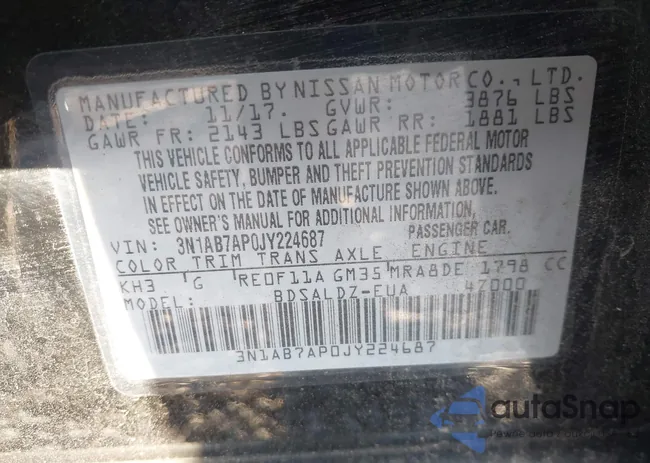 MANUFACTURED BY NISSAN MOTOR CO., LTD.
DATE: 11/17. GVWR: 3876 LBS
GAWR FR: 2143 LBS GAWR RR: 1881 LBS
THIS VEHICLE CONFORMS TO ALL APPLICABLE FEDERAL MOTOR
VEHICLE SAFETY, BUMPER AND THEFT PREVENTION STANDARDS
IN EFFECT ON THE DATE OF MANUFACTURE SHOWN ABOVE.
SEE OWNER'S MANUAL FOR ADDITIONAL INFORMATION.
VIN: 3N1AB7AP0JY224687 PASSENGER CAR.
COLOR TRIM TRANS AXLE ENGINE
KH3 G RE0F11A GM35 MRA8DE 1798 CC
MODEL: BDSALDZ-EUA 47000
3N1AB7AP0JY224687
autoSnap